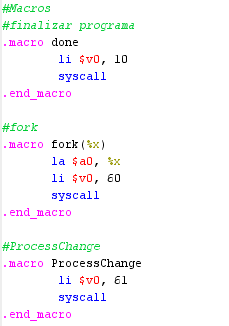 #Macros
#finalizar programa
.macro done
li $v0, 10
syscall
.end_macro
#fork
.macro fork(%x)
la $a0, %x
li $v0, 60
syscall
.end_macro
#ProcessChange
.macro ProcessChange
li $v0, 61
syscall
.end_macro